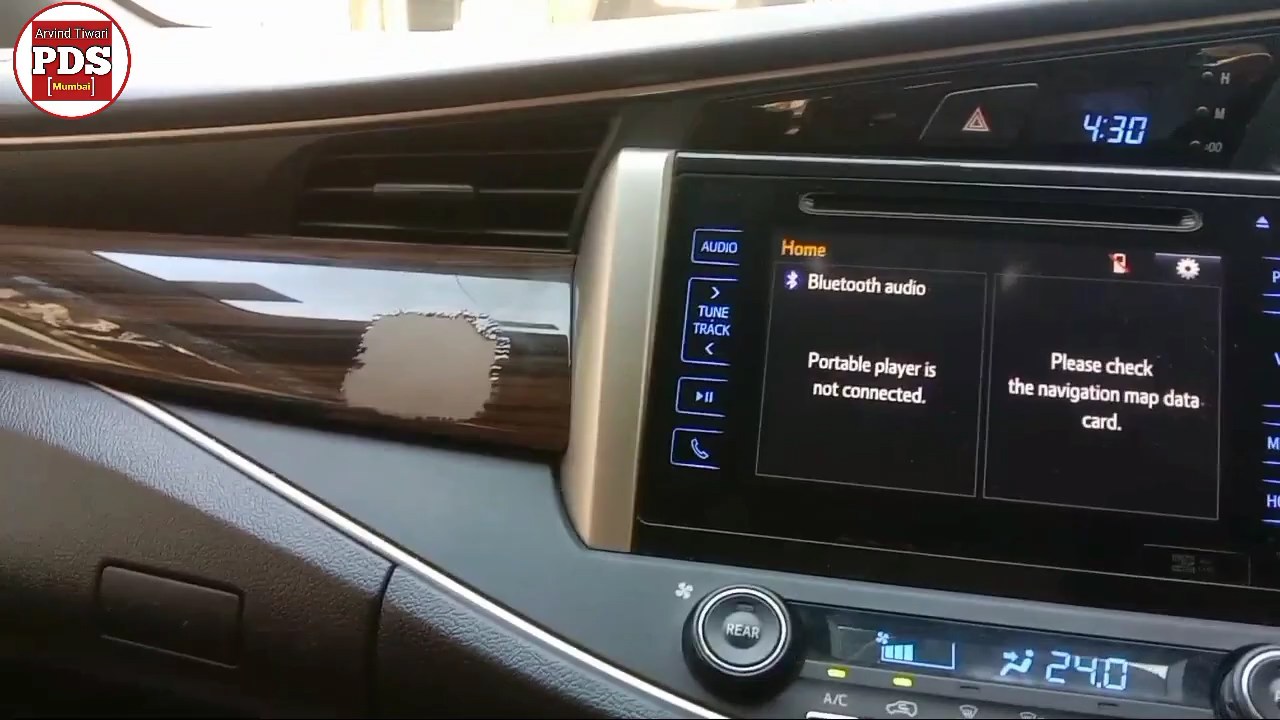 Arvind Tiwari
PDS
[Mumbai]
H
M
:00
4:30
AUDIO
TUNE
TRACK
Home
Bluetooth audio
Portable player is
not connected.
Please check
the navigation map data
card.
REAR
24.0
A/C